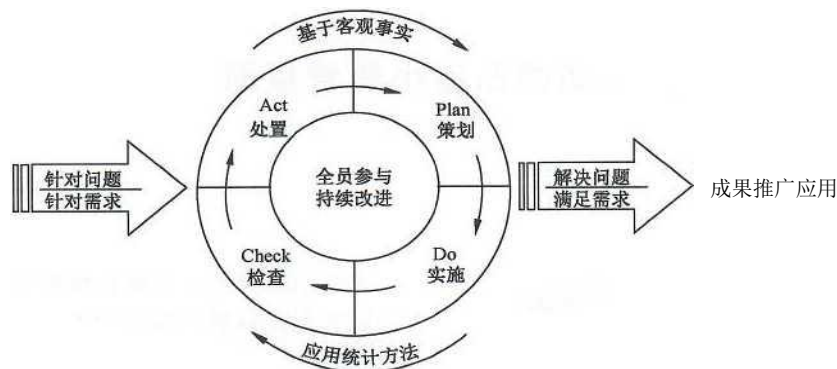 基于客观事实
Act
处置
Plan
策划
针对问题
针对需求
全员参与
持续改进
解决问题
满足需求
成果推广应用
Check
检查
Do
实施
应用统计方法